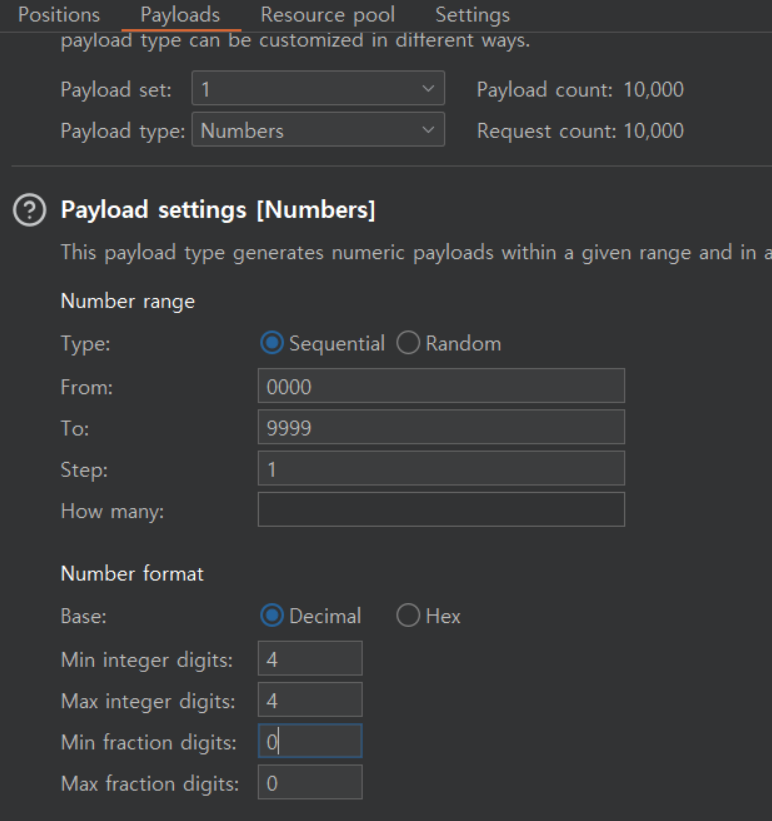 Positions Payloads Resource pool Settings
payload type can be customized in different ways.
Payload set: 1 Payload count: 10,000
Payload type: Numbers Request count: 10,000
? Payload settings [Numbers]
This payload type generates numeric payloads within a given range and in a
Number range
Type: Sequential Random
From: 0000
To: 9999
Step: 1
How many:
Number format
Base: Decimal Hex
Min integer digits: 4
Max integer digits: 4
Min fraction digits: 0
Max fraction digits: 0